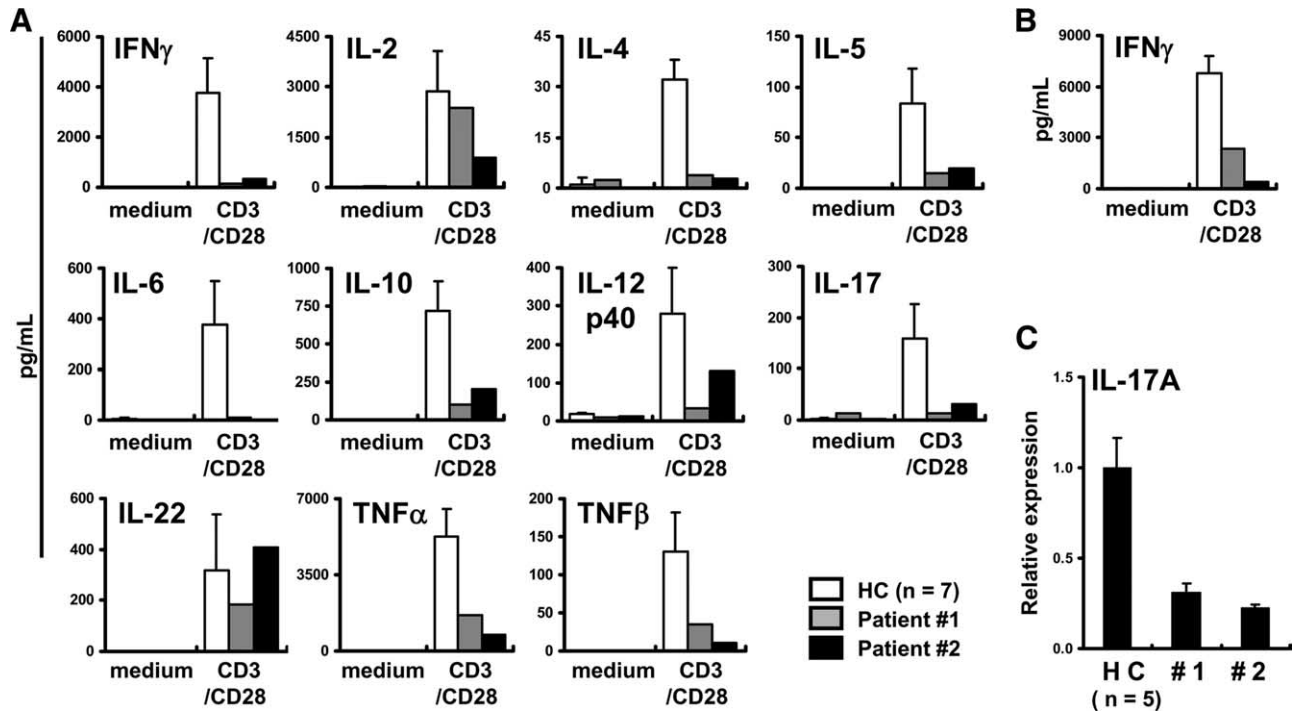 A
pg/mL
IFNγ
6000
4000
2000
0
medium CD3
/CD28
IL-2
4500
3000
1500
0
medium CD3
/CD28
IL-4
45
30
15
0
medium CD3
/CD28
IL-5
150
100
50
0
medium CD3
/CD28
IL-6
600
400
200
0
medium CD3
/CD28
IL-10
1000
750
500
250
0
medium CD3
/CD28
IL-12
p40
400
300
200
100
0
medium CD3
/CD28
IL-17
300
200
100
0
medium CD3
/CD28
IL-22
600
400
200
0
medium CD3
/CD28
TNFα
7000
3500
0
medium CD3
/CD28
TNFβ
200
150
100
50
0
medium CD3
/CD28
HC (n = 7)
Patient #1
Patient #2
B
IFNγ
pg/mL
9000
6000
3000
0
medium CD3
/CD28
C
IL-17A
Relative expression
1.5
1.0
0.5
0.0
H C # 1 # 2
( n = 5)